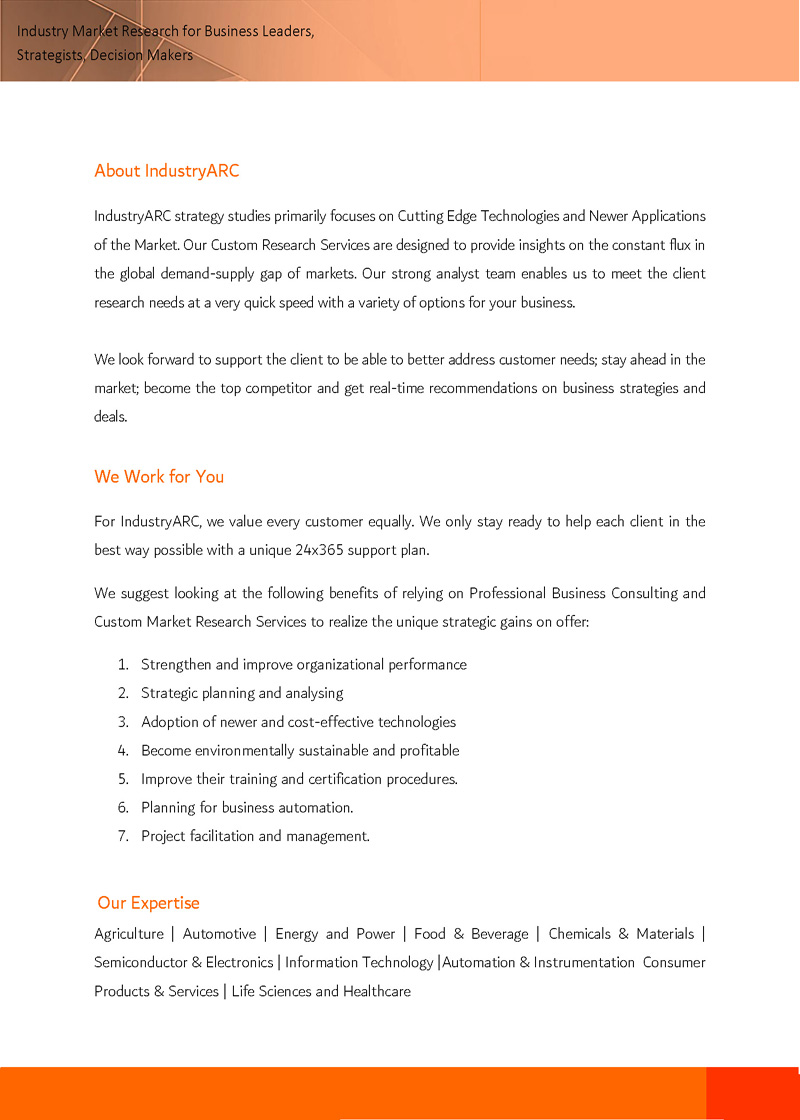 Industry Market Research for Business Leaders,
Strategists, Decision Makers
About IndustryARC
IndustryARC strategy studies primarily focuses on Cutting Edge Technologies and Newer Applications
of the Market. Our Custom Research Services are designed to provide insights on the constant flux in
the global demand-supply gap of markets. Our strong analyst team enables us to meet the client
research needs at a very quick speed with a variety of options for your business.
We look forward to support the client to be able to better address customer needs; stay ahead in the
market; become the top competitor and get real-time recommendations on business strategies and
deals.
We Work for You
For IndustryARC, we value every customer equally. We only stay ready to help each client in the
best way possible with a unique 24x365 support plan.
We suggest looking at the following benefits of relying on Professional Business Consulting and
Custom Market Research Services to realize the unique strategic gains on offer:
1. Strengthen and improve organizational performance
2. Strategic planning and analysing
3. Adoption of newer and cost-effective technologies
4. Become environmentally sustainable and profitable
5. Improve their training and certification procedures.
6. Planning for business automation.
7. Project facilitation and management.
Our Expertise
Agriculture | Automotive | Energy and Power | Food & Beverage | Chemicals & Materials |
Semiconductor & Electronics | Information Technology |Automation & Instrumentation Consumer
Products & Services | Life Sciences and Healthcare